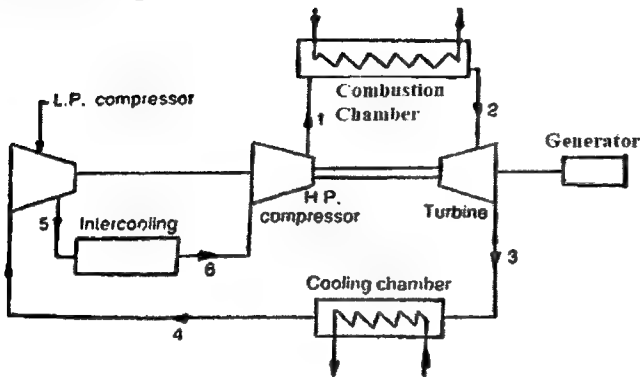 L.P. compressor
Combustion
Chamber
1
2
Generator
H.P.
compressor
Turbine
5
Intercooling
6
3
Cooling chamber
4